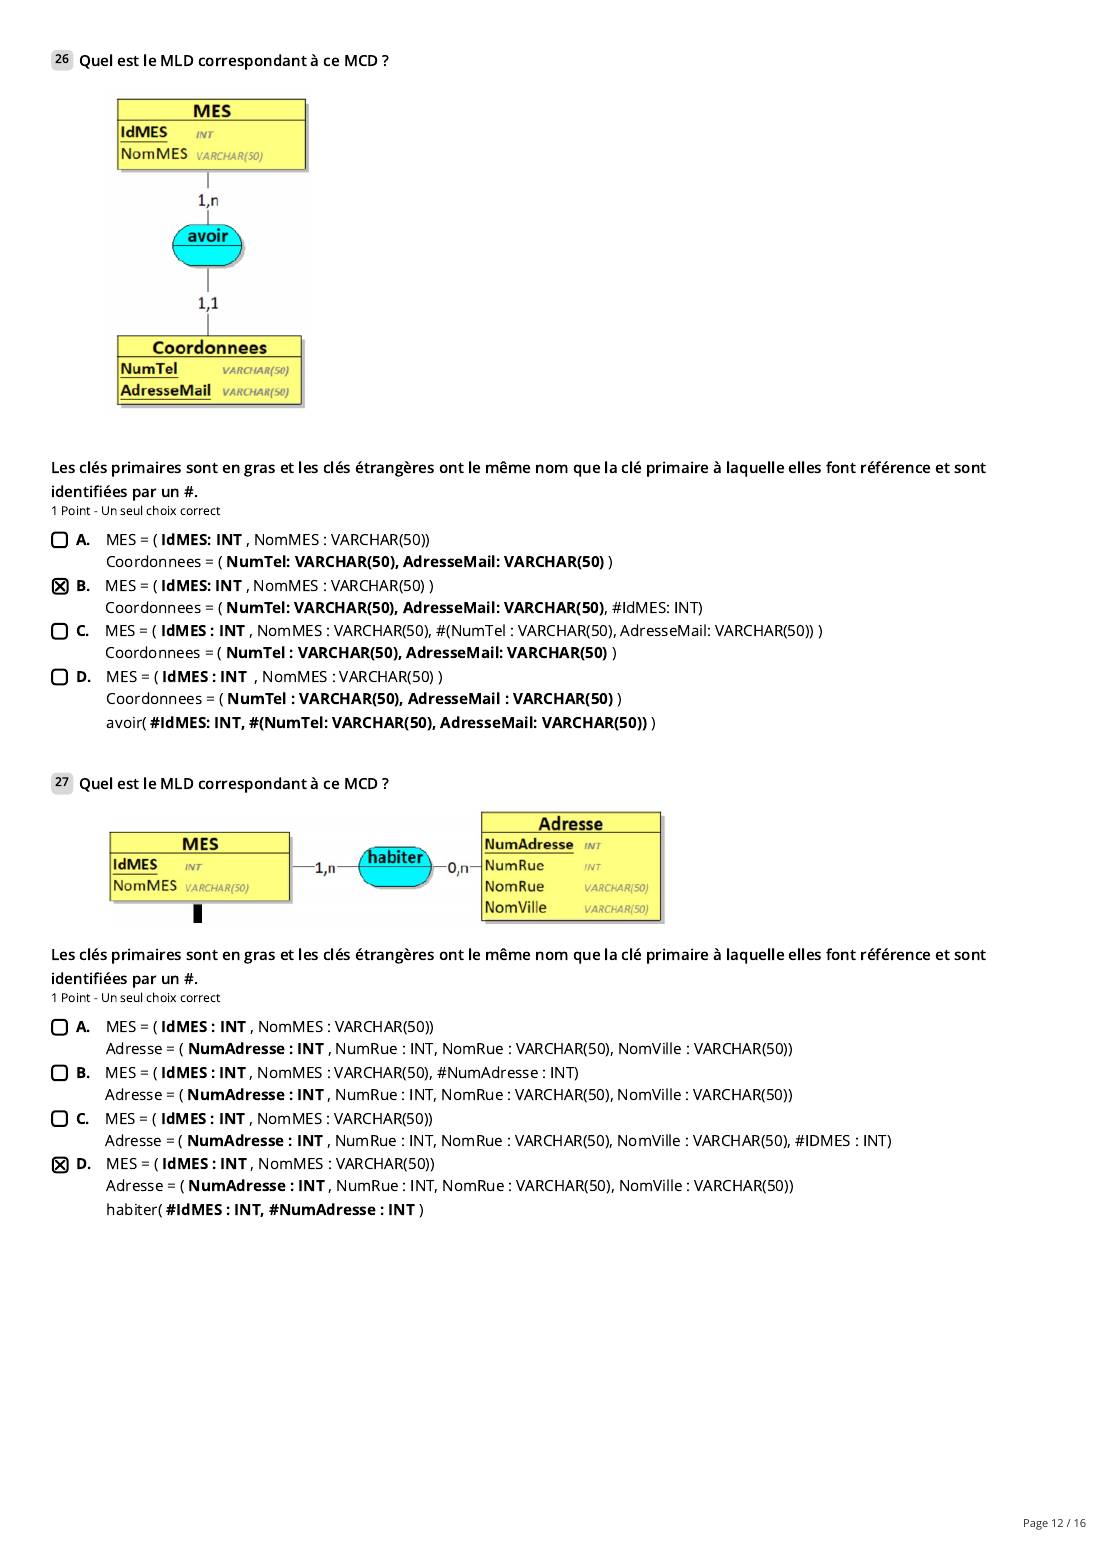 26 Quel est le MLD correspondant à ce MCD ?
MES
IdMES INT
NomMES VARCHAR(50)
1,n
avoir
1,1
Coordonnees
NumTel VARCHAR(50)
AdresseMail VARCHAR(50)
Les clés primaires sont en gras et les clés étrangères ont le même nom que la clé primaire à laquelle elles font référence et sont
identifiées par un #.
1 Point - Un seul choix correct
A. MES = ( IdMES: INT , NomMES : VARCHAR(50))
Coordonnees = ( NumTel: VARCHAR(50), AdresseMail: VARCHAR(50) )
B. MES = ( IdMES: INT , NomMES : VARCHAR(50) )
Coordonnees = ( NumTel: VARCHAR(50), AdresseMail: VARCHAR(50), #IdMES: INT)
C. MES = ( IdMES : INT , NomMES : VARCHAR(50), #(NumTel : VARCHAR(50), AdresseMail: VARCHAR(50)) )
Coordonnees = ( NumTel : VARCHAR(50), AdresseMail: VARCHAR(50) )
D. MES = ( IdMES : INT , NomMES : VARCHAR(50) )
Coordonnees = ( NumTel : VARCHAR(50), AdresseMail : VARCHAR(50) )
avoir( #IdMES: INT, #(NumTel: VARCHAR(50), AdresseMail: VARCHAR(50)) )
27 Quel est le MLD correspondant à ce MCD ?
MES
IdMES INT
NomMES VARCHAR(50)
1,n
habiter
0,n
Adresse
NumAdresse INT
NumRue INT
NomRue VARCHAR(50)
NomVille VARCHAR(50)
Les clés primaires sont en gras et les clés étrangères ont le même nom que la clé primaire à laquelle elles font référence et sont
identifiées par un #.
1 Point - Un seul choix correct
A. MES = ( IdMES : INT , NomMES : VARCHAR(50))
Adresse = ( NumAdresse : INT , NumRue : INT, NomRue : VARCHAR(50), NomVille : VARCHAR(50))
B. MES = ( IdMES : INT , NomMES : VARCHAR(50), #NumAdresse : INT)
Adresse = ( NumAdresse : INT , NumRue : INT, NomRue : VARCHAR(50), NomVille : VARCHAR(50))
C. MES = ( IdMES : INT , NomMES : VARCHAR(50))
Adresse = ( NumAdresse : INT , NumRue : INT, NomRue : VARCHAR(50), NomVille : VARCHAR(50), #IDMES : INT)
D. MES = ( IdMES : INT , NomMES : VARCHAR(50))
Adresse = ( NumAdresse : INT , NumRue : INT, NomRue : VARCHAR(50), NomVille : VARCHAR(50))
habiter( #IdMES : INT, #NumAdresse : INT )
Page 12 / 16